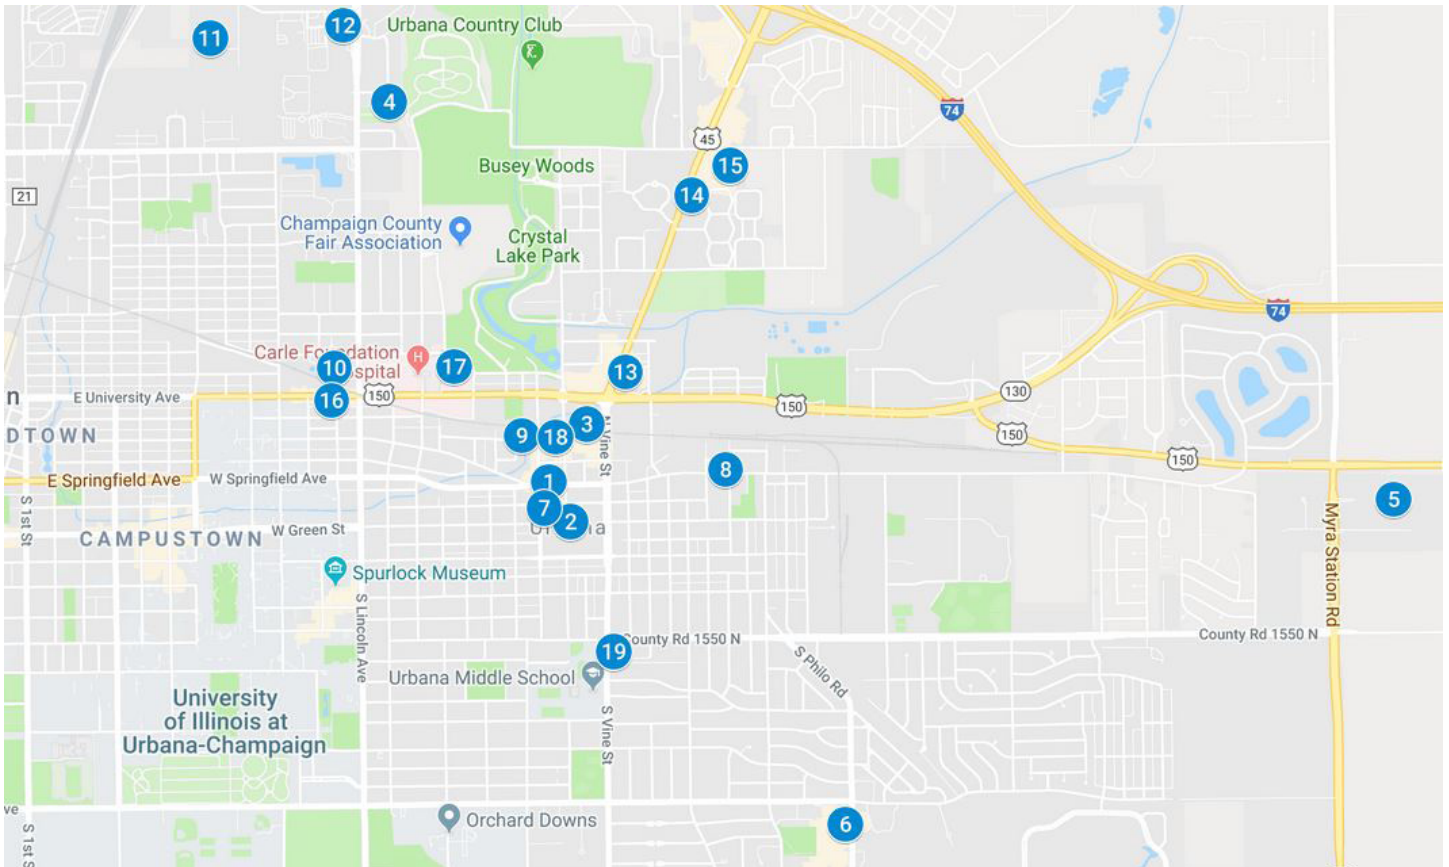 12
11
Urbana Country Club
4
74
45
Busey Woods
15
14
21
Champaign County
Fair Association
Crystal
Lake Park
74
Carle Foundation
Hospital
H
10
17
13
16
150
E University Ave
n
DTOWN
130
150
150
150
3
9
18
N Vine St
8
E Springfield Ave
W Springfield Ave
1
7
2
5
S 1st St
CAMPUSTOWN
W Green St
Myra Station Rd
Spurlock Museum
S Lincoln Ave
19
County Rd 1550 N
County Rd 1550 N
S Philo Rd
Urbana Middle School
University
of Illinois at
Urbana-Champaign
S Vine St
ve
Orchard Downs
6
S 1st S